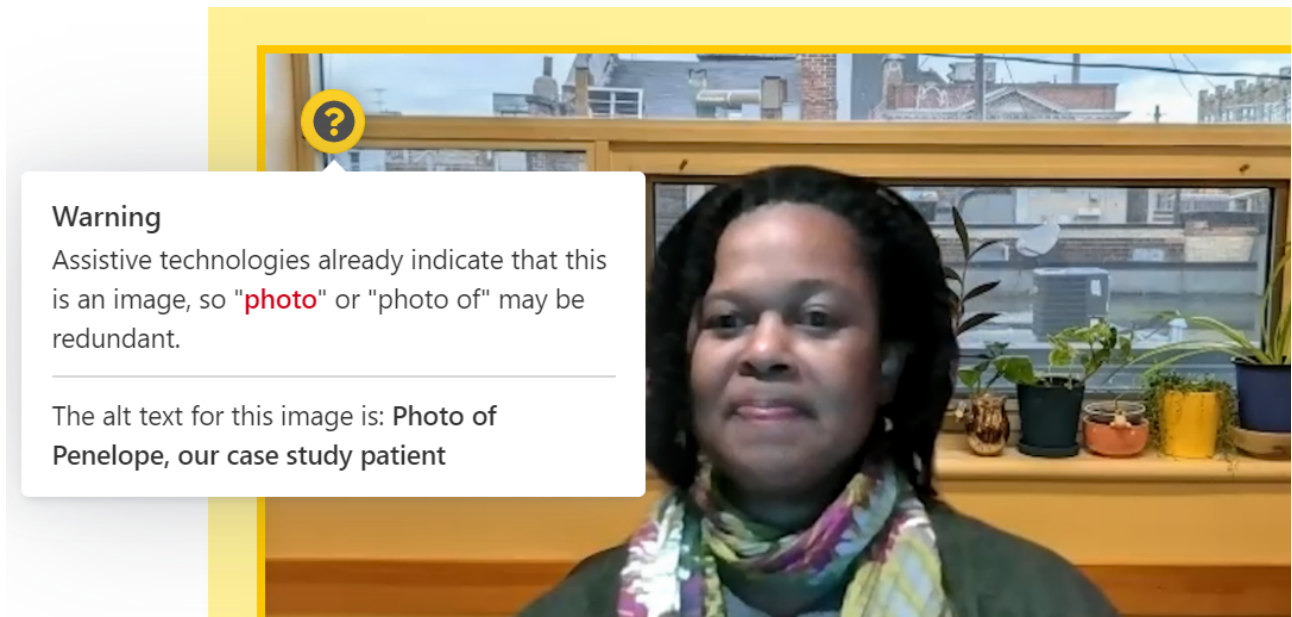 ?
Warning
Assistive technologies already indicate that this
is an image, so "photo" or "photo of" may be
redundant.
The alt text for this image is: Photo of
Penelope, our case study patient